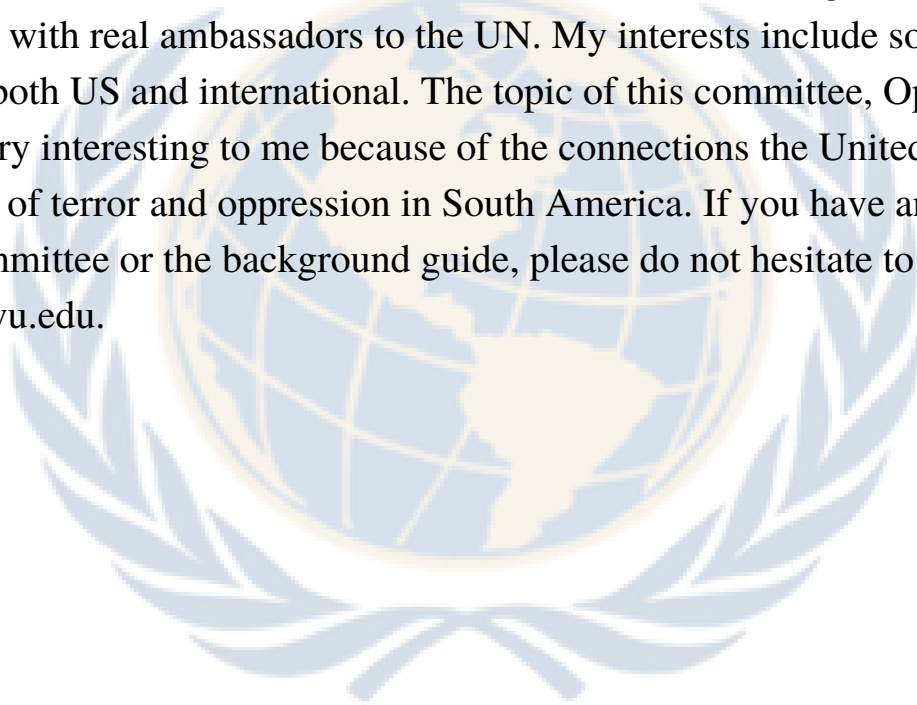 with real ambassadors to the UN. My interests include so
both US and international. The topic of this committee, Op
ry interesting to me because of the connections the United
of terror and oppression in South America. If you have an
mmittee or the background guide, please do not hesitate to
yu.edu.